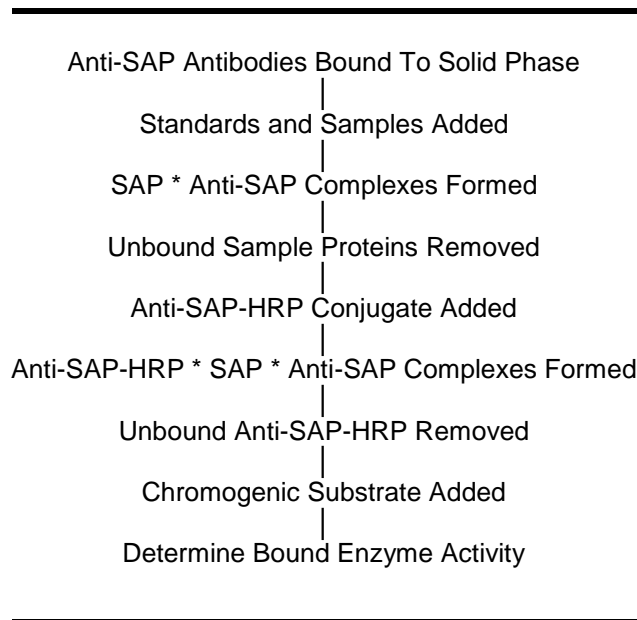 Anti-SAP Antibodies Bound To Solid Phase
Standards and Samples Added
SAP * Anti-SAP Complexes Formed
Unbound Sample Proteins Removed
Anti-SAP-HRP Conjugate Added
Anti-SAP-HRP * SAP * Anti-SAP Complexes Formed
Unbound Anti-SAP-HRP Removed
Chromogenic Substrate Added
Determine Bound Enzyme Activity